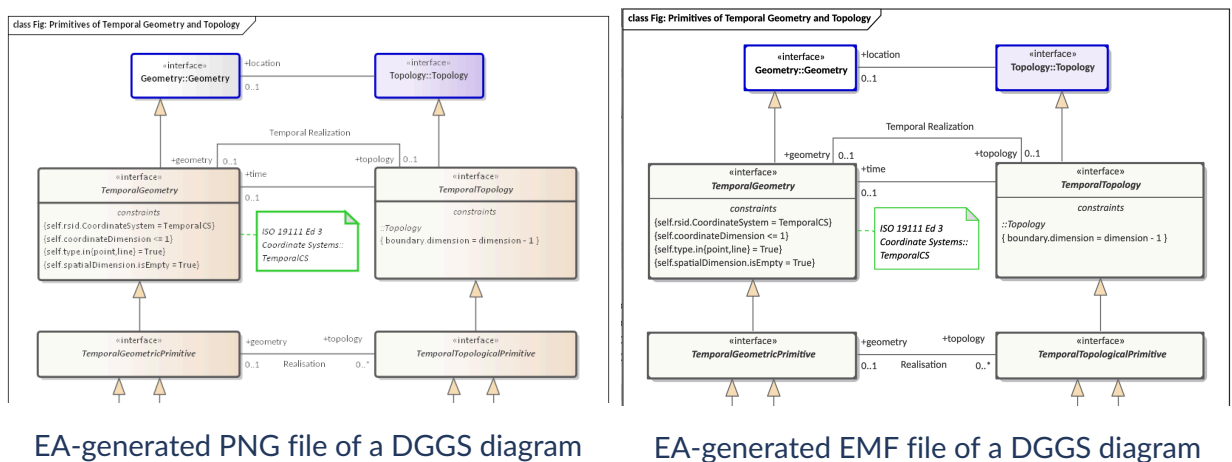 class Fig: Primitives of Temporal Geometry and Topology
«interface»
Geometry::Geometry
+location
0..1
«interface»
Topology::Topology
Temporal Realization
+geometry
0..1
+topology
0..1
«interface»
TemporalGeometry
constraints
{self.rsid.CoordinateSystem = TemporalCS}
{self.coordinateDimension <= 1}
{self.type.in{point,line} = True}
{self.spatialDimension.isEmpty = True}
+time
0..1
ISO 19111 Ed 3
Coordinate Systems::
TemporalCS
«interface»
TemporalTopology
constraints
::Topology
{ boundary.dimension = dimension - 1 }
«interface»
TemporalGeometricPrimitive
+geometry
+topology
0..1
Realisation
0..*
«interface»
TemporalTopologicalPrimitive
EA-generated PNG file of a DGGS diagram
class Fig: Primitives of Temporal Geometry and Topology
«interface»
Geometry::Geometry
+location
0..1
«interface»
Topology::Topology
Temporal Realization
+geometry
0..1
+topology
0..1
«interface»
TemporalGeometry
constraints
{self.rsid.CoordinateSystem = TemporalCS}
{self.coordinateDimension <= 1}
{self.type.in{point,line} = True}
{self.spatialDimension.isEmpty = True}
+time
0..1
ISO 19111 Ed 3
Coordinate Systems::
TemporalCS
«interface»
TemporalTopology
constraints
::Topology
{ boundary.dimension = dimension - 1 }
«interface»
TemporalGeometricPrimitive
+geometry
+topology
0..1
Realisation
0..*
«interface»
TemporalTopologicalPrimitive
EA-generated EMF file of a DGGS diagram